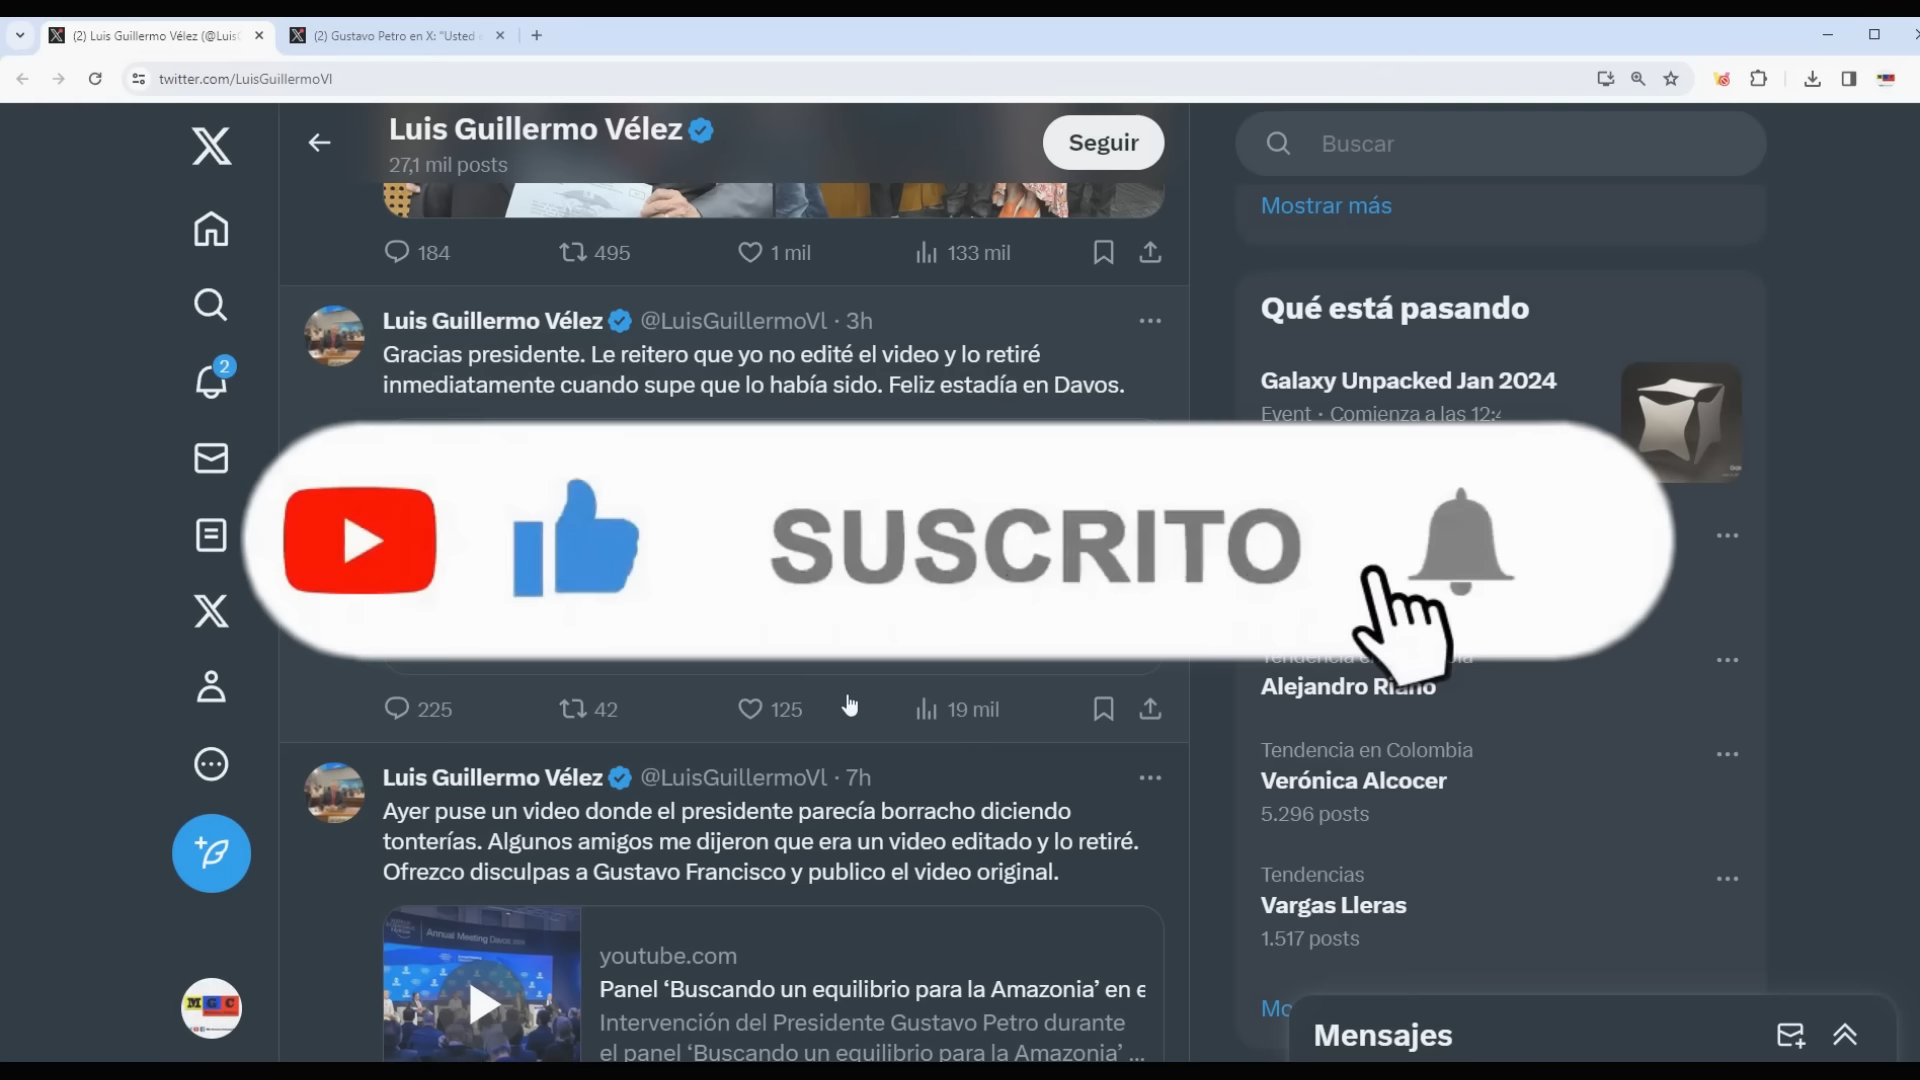 (2) Luis Guillermo Vélez (@Luis
(2) Gustavo Petro en X: "Usted
twitter.com/LuisGuillermoVl
Luis Guillermo Vélez
27,1 mil posts
Seguir
Buscar
Mostrar más
184
495
1 mil
133 mil
Luis Guillermo Vélez @LuisGuillermoVl · 3h
Gracias presidente. Le reitero que yo no edité el video y lo retiré
inmediatamente cuando supe que lo había sido. Feliz estadía en Davos.
2
Qué está pasando
Galaxy Unpacked Jan 2024
Event · Comienza a las 12:
SUSCRITO
Alejandro Riaño
225
42
125
19 mil
Tendencia en Colombia
Verónica Alcocer
5.296 posts
Luis Guillermo Vélez @LuisGuillermoVl · 7h
Ayer puse un video donde el presidente parecía borracho diciendo
tonterías. Algunos amigos me dijeron que era un video editado y lo retiré.
Ofrezco disculpas a Gustavo Francisco y publico el video original.
Tendencias
Vargas Lleras
1.517 posts
Annual Meeting Davos
youtube.com
Panel ‘Buscando un equilibrio para la Amazonia’ en e
Intervención del Presidente Gustavo Petro durante
el panel ‘Buscando un equilibrio para la Amazonia’ ...
MGC
Mo
Mensajes